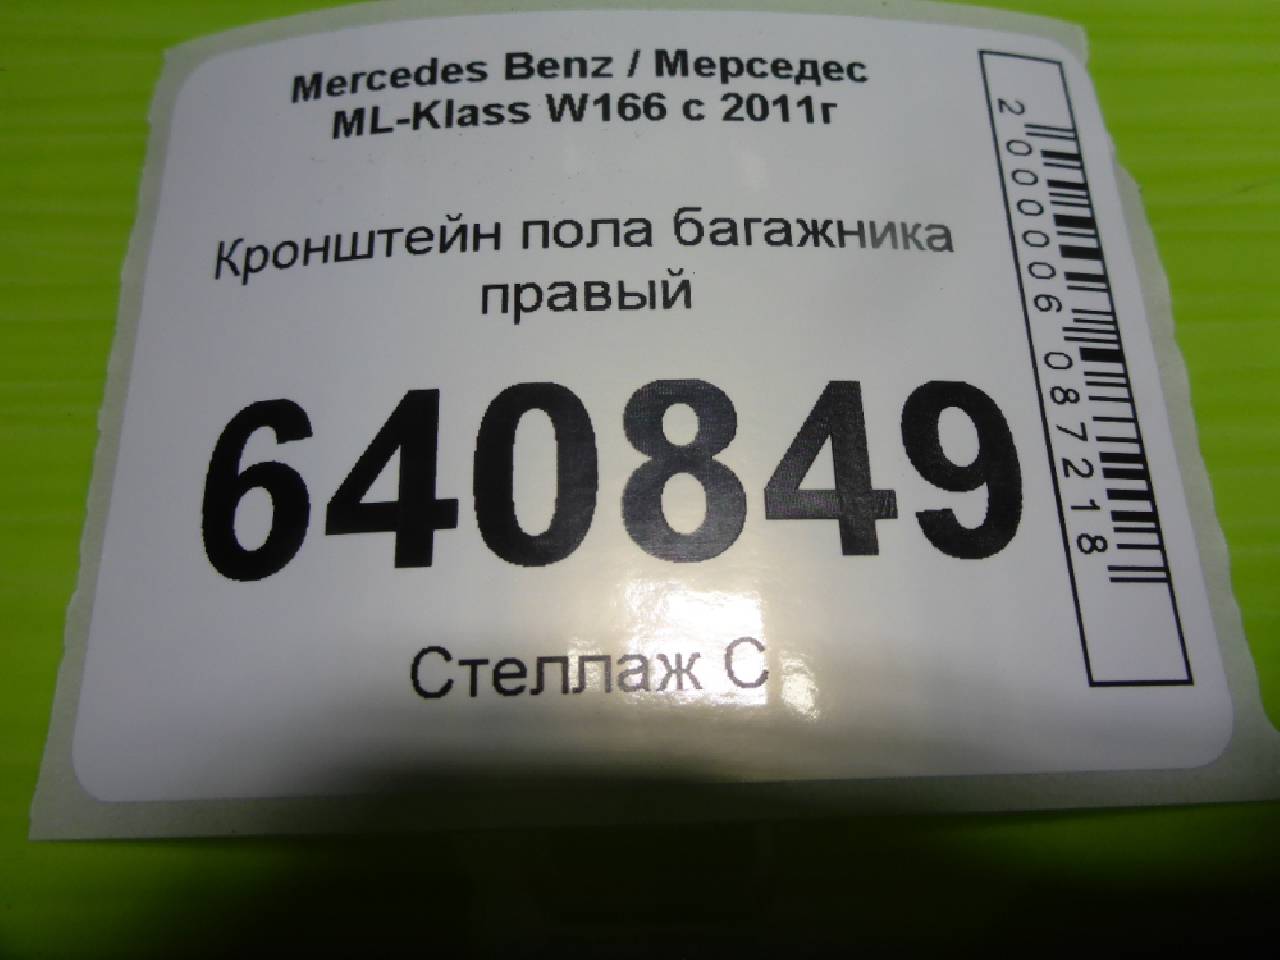 Mercedes Benz / Мерседес
ML-Klass W166 с 2011г
Кронштейн пола багажника
правый
640849
Стеллаж С
2000006087218